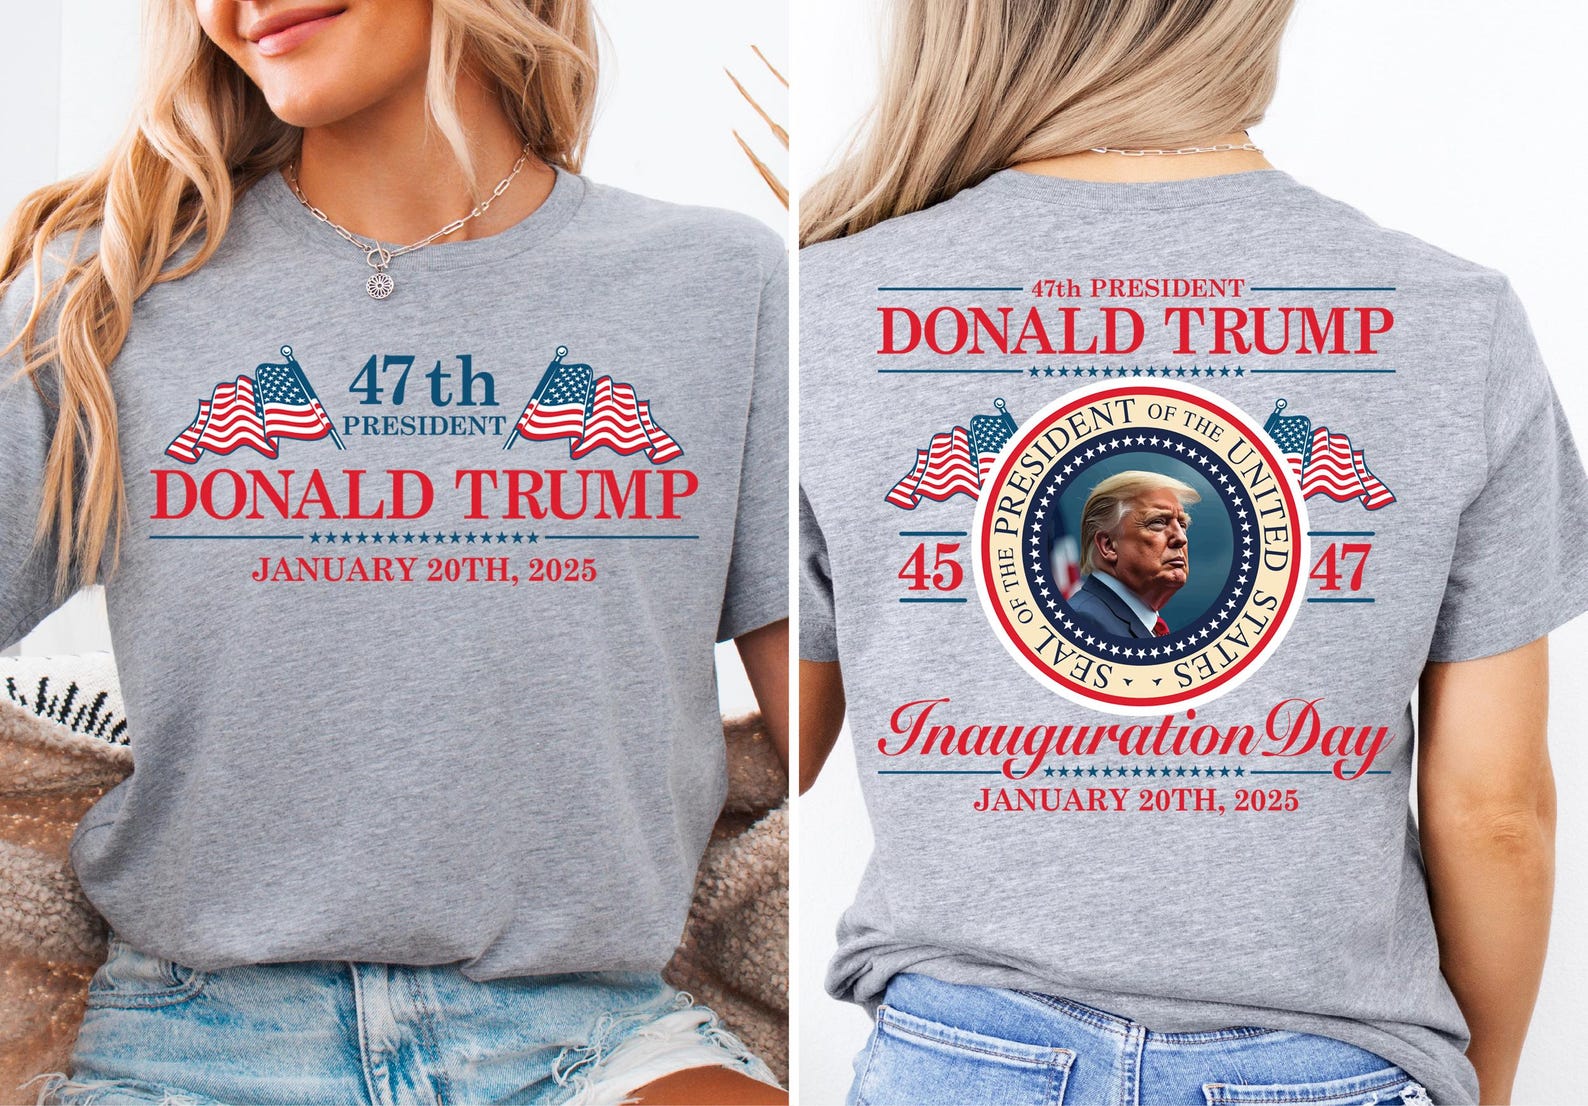 47th
PRESIDENT
DONALD TRUMP
JANUARY 20TH, 2025
47th PRESIDENT
DONALD TRUMP
SEAL OF THE PRESIDENT OF THE UNITED STATES
45
47
Inauguration Day
JANUARY 20TH, 2025